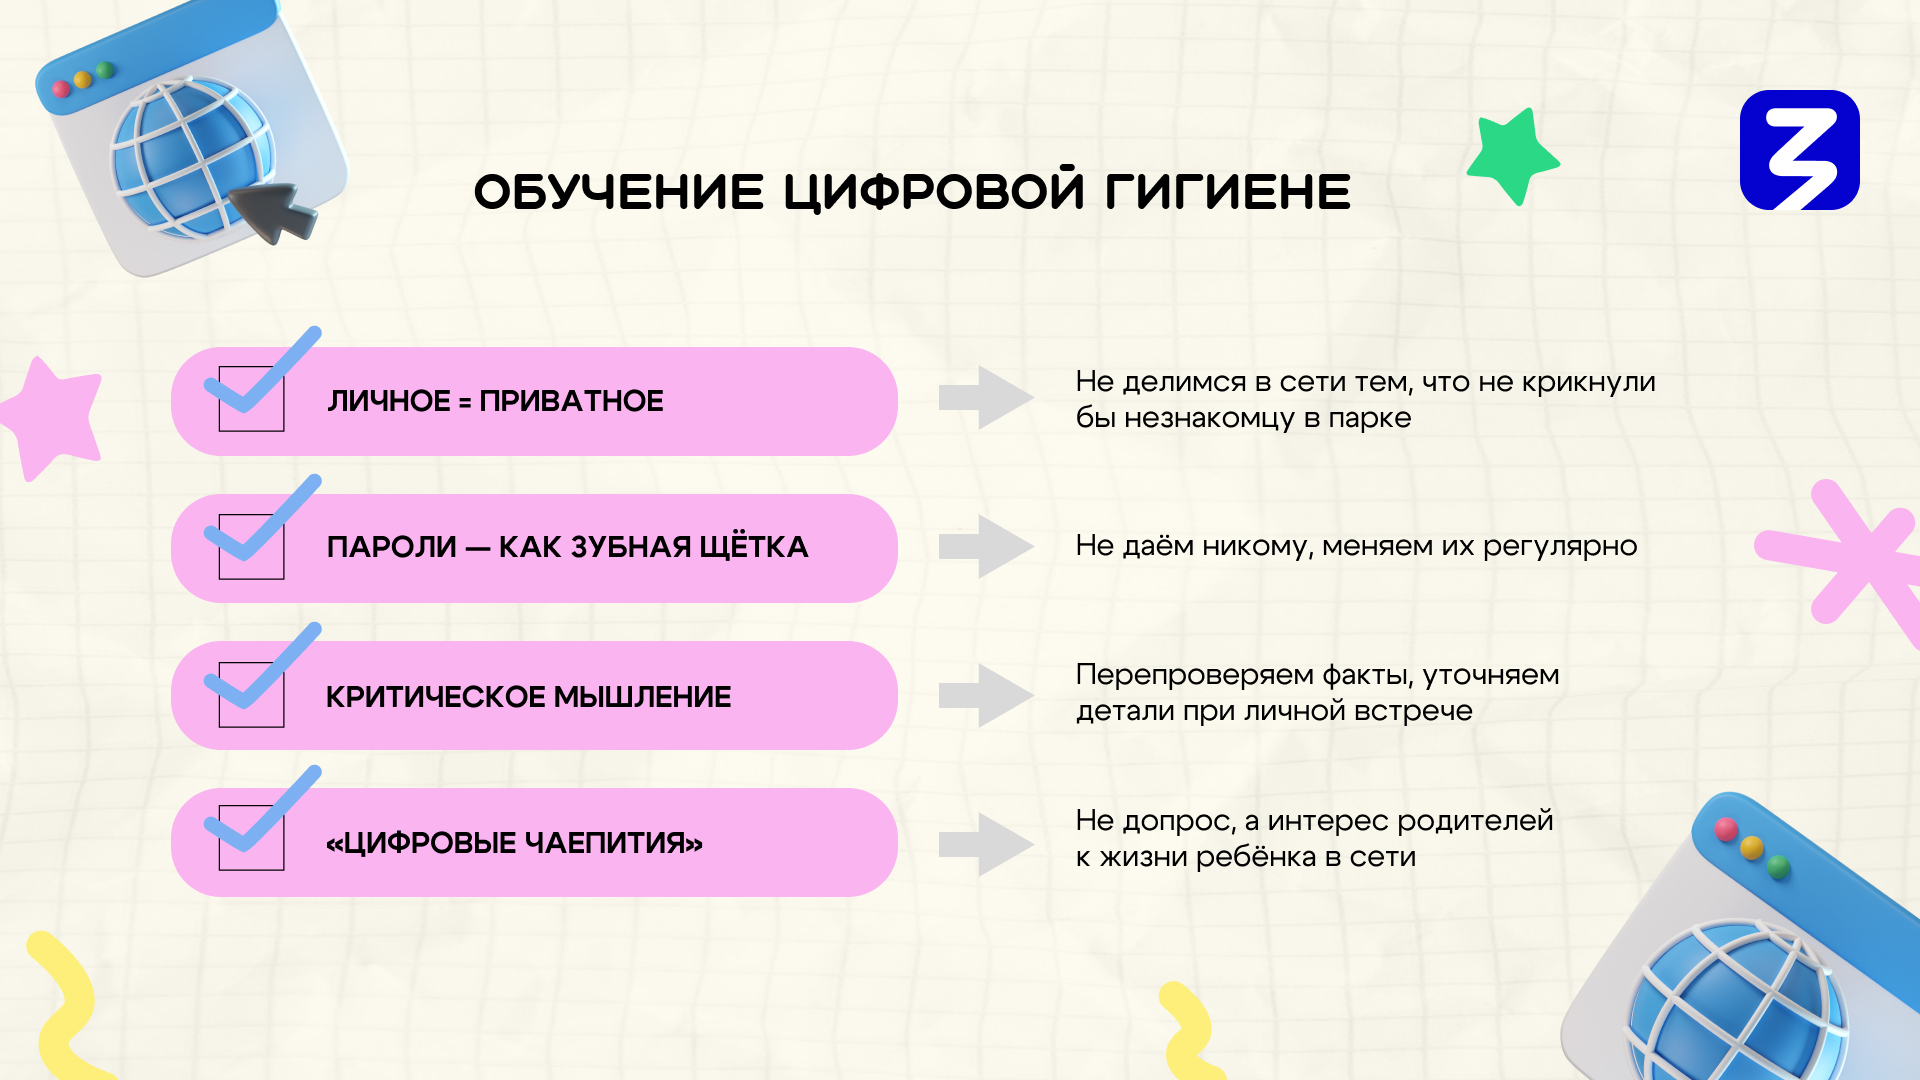 ОБУЧЕНИЕ ЦИФРОВОЙ ГИГИЕНЕ
ЛИЧНОЕ = ПРИВАТНОЕ
Не делимся в сети тем, что не крикнули
бы незнакомцу в парке
ПАРОЛИ — КАК ЗУБНАЯ ЩЁТКА
Не даём никому, меняем их регулярно
КРИТИЧЕСКОЕ МЫШЛЕНИЕ
Перепроверяем факты, уточняем
детали при личной встрече
«ЦИФРОВЫЕ ЧАЕПИТИЯ»
Не допрос, а интерес родителей
к жизни ребёнка в сети